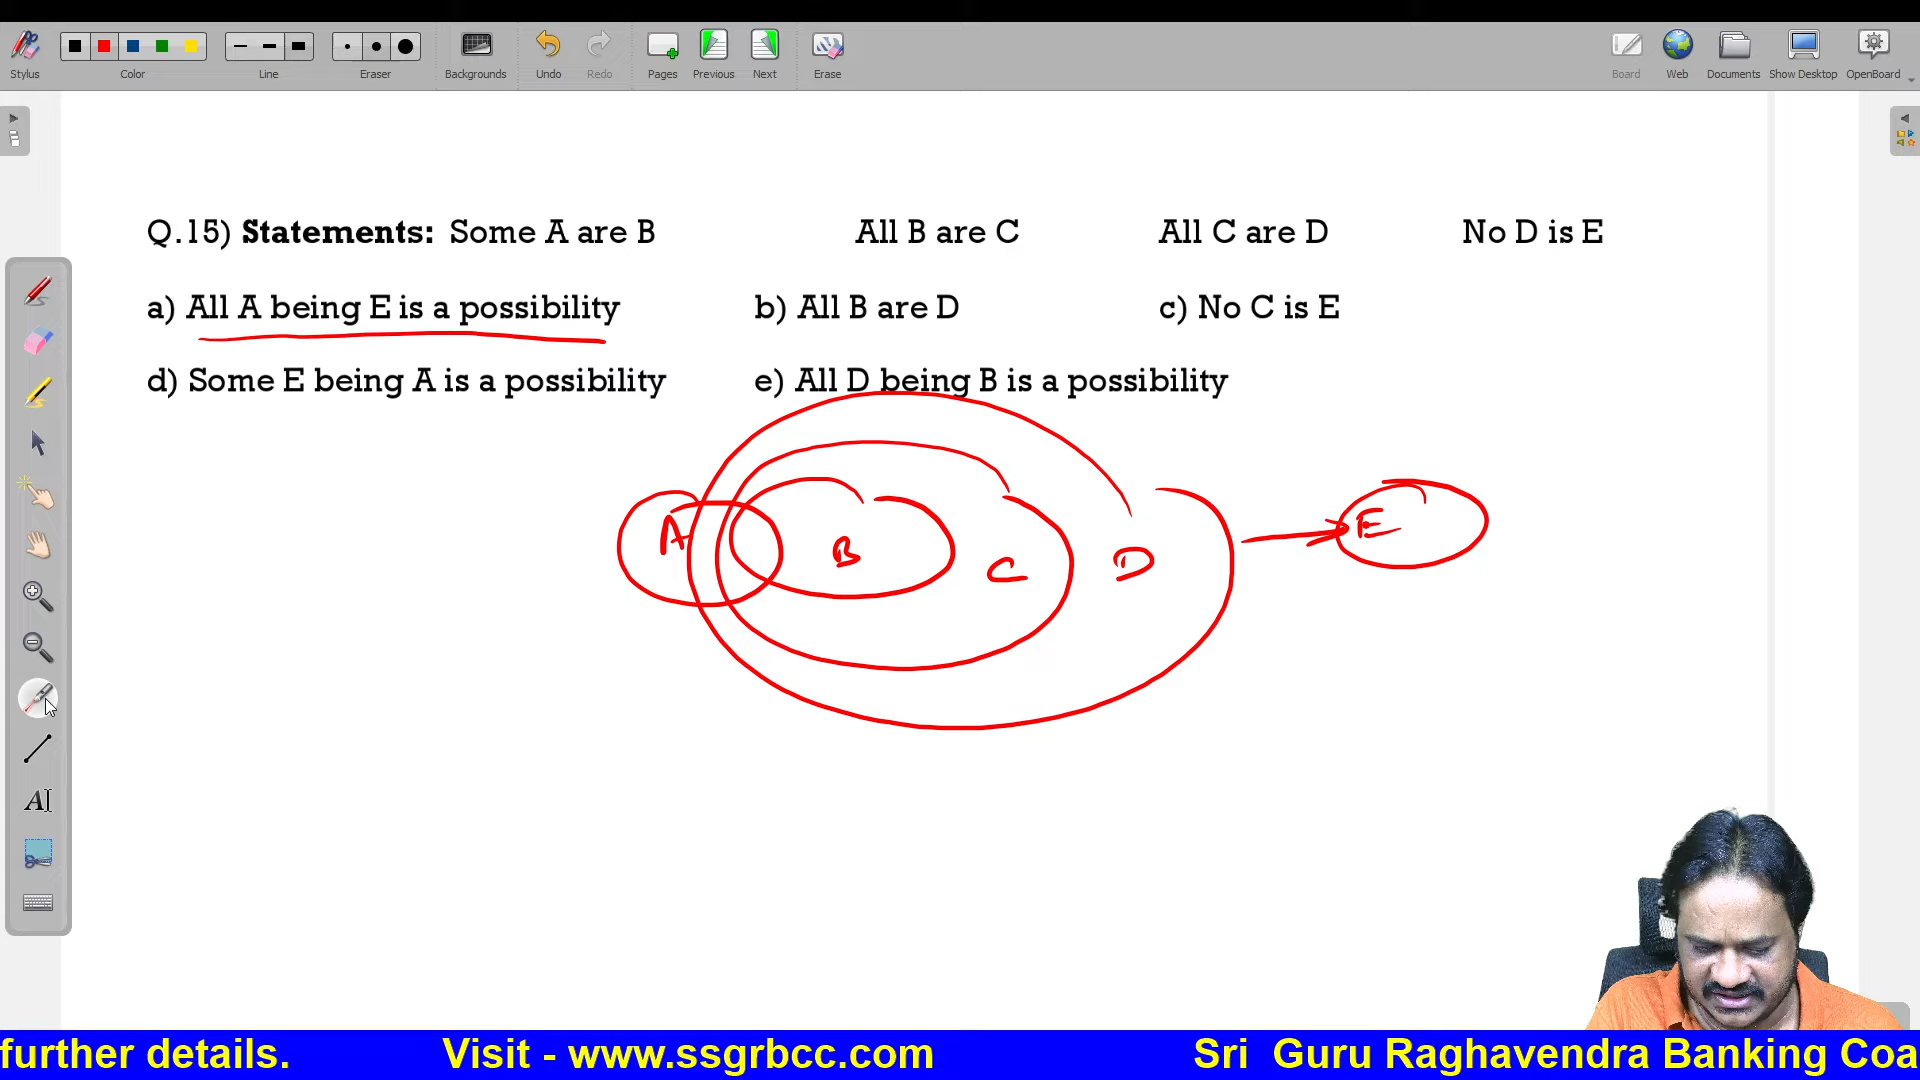 Stylus
Color
Line
Eraser
Backgrounds
Undo
Redo
Pages
Previous
Next
Erase
Board
Web
Documents
Show Desktop
OpenBoard
Q.15) Statements: Some A are B All B are C All C are D No D is E
a) All A being E is a possibility b) All B are D c) No C is E
d) Some E being A is a possibility e) All D being B is a possibility
A B C D E
further details. Visit - www.ssgrbcc.com Sri Guru Raghavendra Banking Coa